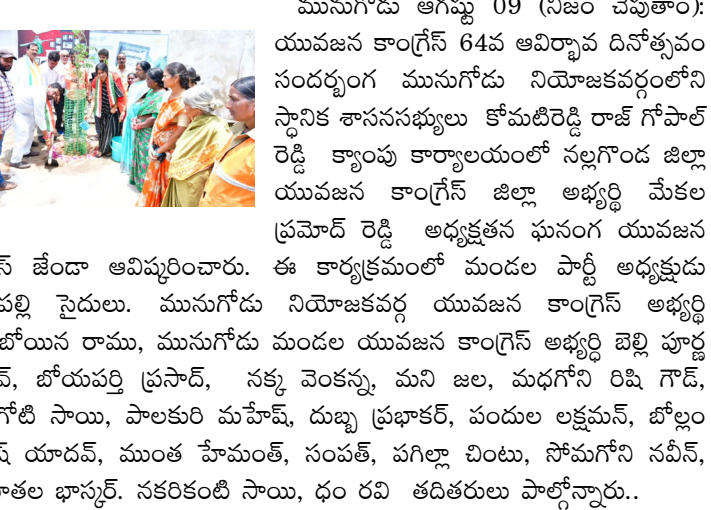 మునుగోడు ఆగష్టు 09 (నిజం చెపుతాం):
యువజన కాంగ్రేస్ 64వ ఆవిర్భావ దినోత్సవం
సందర్బంగ మునుగోడు నియోజకవర్గంలోని
స్ధానిక శాసనసభ్యులు కోమటిరెడ్డి రాజ్ గోపాల్
రెడ్డి క్యాంపు కార్యాలయంలో నల్లగొండ జిల్లా
యువజన కాంగ్రేస్ జిల్లా అభ్యర్థి మేకల
ప్రమోద్ రెడ్డి అధ్యక్షతన ఘనంగ యువజన
జేండా ఆవిష్కరించారు. ఈ కార్యక్రమంలో మండల పార్టీ అధ్యక్షుడు
సైదులు. మునుగోడు నియోజకవర్గ యువజన కాంగ్రెస్ అభ్యర్థి
రాము, మునుగోడు మండల యువజన కాంగ్రెస్ అభ్యర్ధి బెల్లి పూర్ణ
బోయపర్తి ప్రసాద్, నక్క వెంకన్న, మని జల, మధగోని రిషి గౌడ్,
సాయి, పాలకురి మహేష్, దుబ్బ ప్రభాకర్, పందుల లక్షమన్, బోల్లం
యాదవ్, ముంత హేమంత్, సంపత్, పగిల్లా చింటు, సోమగోని నవీన్,
భాస్కర్. నకరికంటి సాయి, ధం రవి తదితరులు పాల్గోన్నారు..